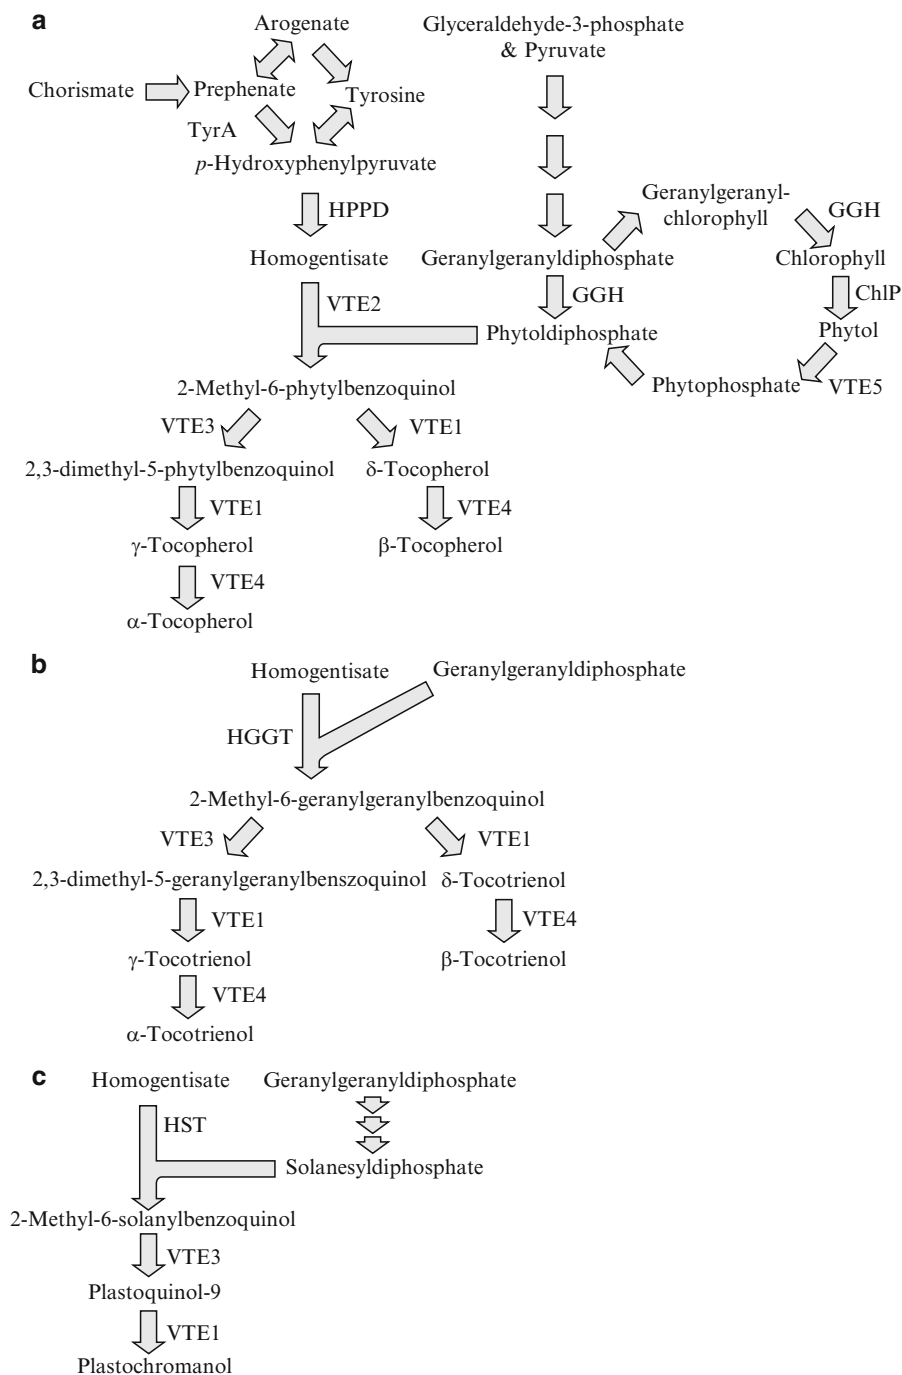 a
Arogenate
Glyceraldehyde-3-phosphate
& Pyruvate
Chorismate
Prephenate
Tyrosine
TyrA
p-Hydroxyphenylpyruvate
HPPD
Geranylgeranyl-
chlorophyll
GGH
Homogentisate
Geranylgeranyldiphosphate
Chlorophyll
VTE2
GGH
ChlP
Phytoldiphosphate
Phytol
2-Methyl-6-phytylbenzoquinol
Phytophosphate
VTE5
VTE3
VTE1
2,3-dimethyl-5-phytylbenzoquinol
δ-Tocopherol
VTE1
VTE4
γ-Tocopherol
β-Tocopherol
VTE4
α-Tocopherol
b
Homogentisate
Geranylgeranyldiphosphate
HGGT
2-Methyl-6-geranylgeranylbenzoquinol
VTE3
VTE1
2,3-dimethyl-5-geranylgeranylbenszoquinol
δ-Tocotrienol
VTE1
VTE4
γ-Tocotrienol
β-Tocotrienol
VTE4
α-Tocotrienol
c
Homogentisate
Geranylgeranyldiphosphate
HST
Solanesyldiphosphate
2-Methyl-6-solanylbenzoquinol
VTE3
Plastoquinol-9
VTE1
Plastochromanol